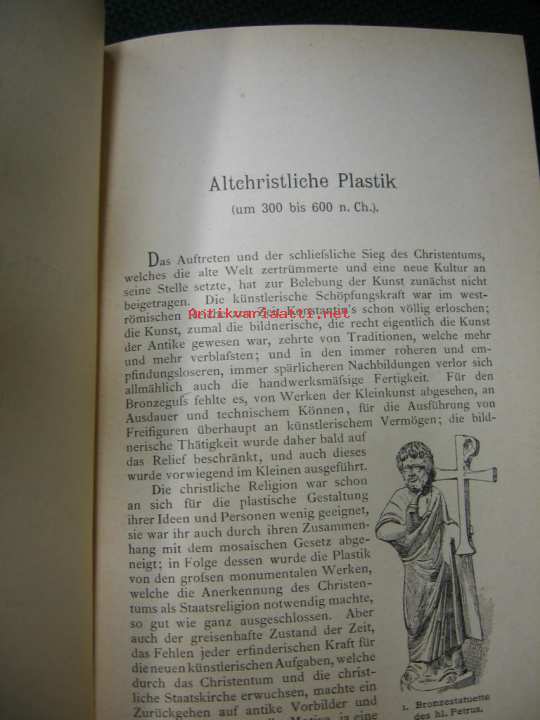 Altchristliche Plastik
(um 300 bis 600 n. Ch.).
Das Auftreten und der schliefsliche Sieg des Christentums,
welches die alte Welt zertrümmerte und eine neue Kultur an
seine Stelle setzte, hat zur Belebung der Kunst zunächst nicht
beigetragen. Die künstlerische Schöpfungskraft war im west-
römischen Reiche zur Zeit Konstantin's schon völlig erloschen;
Antikvariaatti.net
die Kunst, zumal die bildnerische, die recht eigentlich die Kunst
der Antike gewesen war, zehrte von Traditionen, welche mehr
und mehr verblafsten; und in den immer roheren und em-
pfindungsloseren, immer spärlicheren Nachbildungen verlor sich
allmählich auch die handwerksmäfsige Fertigkeit. Für den
Bronzegufs fehlte es, von Werken der Kleinkunst abgesehen, an
Ausdauer und technischem Können, für die Ausführung von
Freifiguren überhaupt an künstlerischem Vermögen; die bild-
nerische Thätigkeit wurde daher bald auf
das Relief beschränkt, und auch dieses
wurde vorwiegend im Kleinen ausgeführt.
Die christliche Religion war schon
an sich für die plastische Gestaltung
ihrer Ideen und Personen wenig geeignet,
sie war ihr auch durch ihren Zusammen-
hang mit dem mosaischen Gesetz abge-
neigt; in Folge dessen wurde die Plastik
von den grofsen monumentalen Werken,
welche die Anerkennung des Christen-
tums als Staatsreligion notwendig machte,
so gut wie ganz ausgeschlossen. Aber
auch der greisenhafte Zustand der Zeit,
das Fehlen jeder erfinderischen Kraft für
die neuen künstlerischen Aufgaben, welche
durch das Christentum und die christ-
liche Staatskirche erwuchsen, machte ein
Zurückgehen auf antike Vorbilder und
ja eine
1. Bronzestatuette
des hl. Petrus.